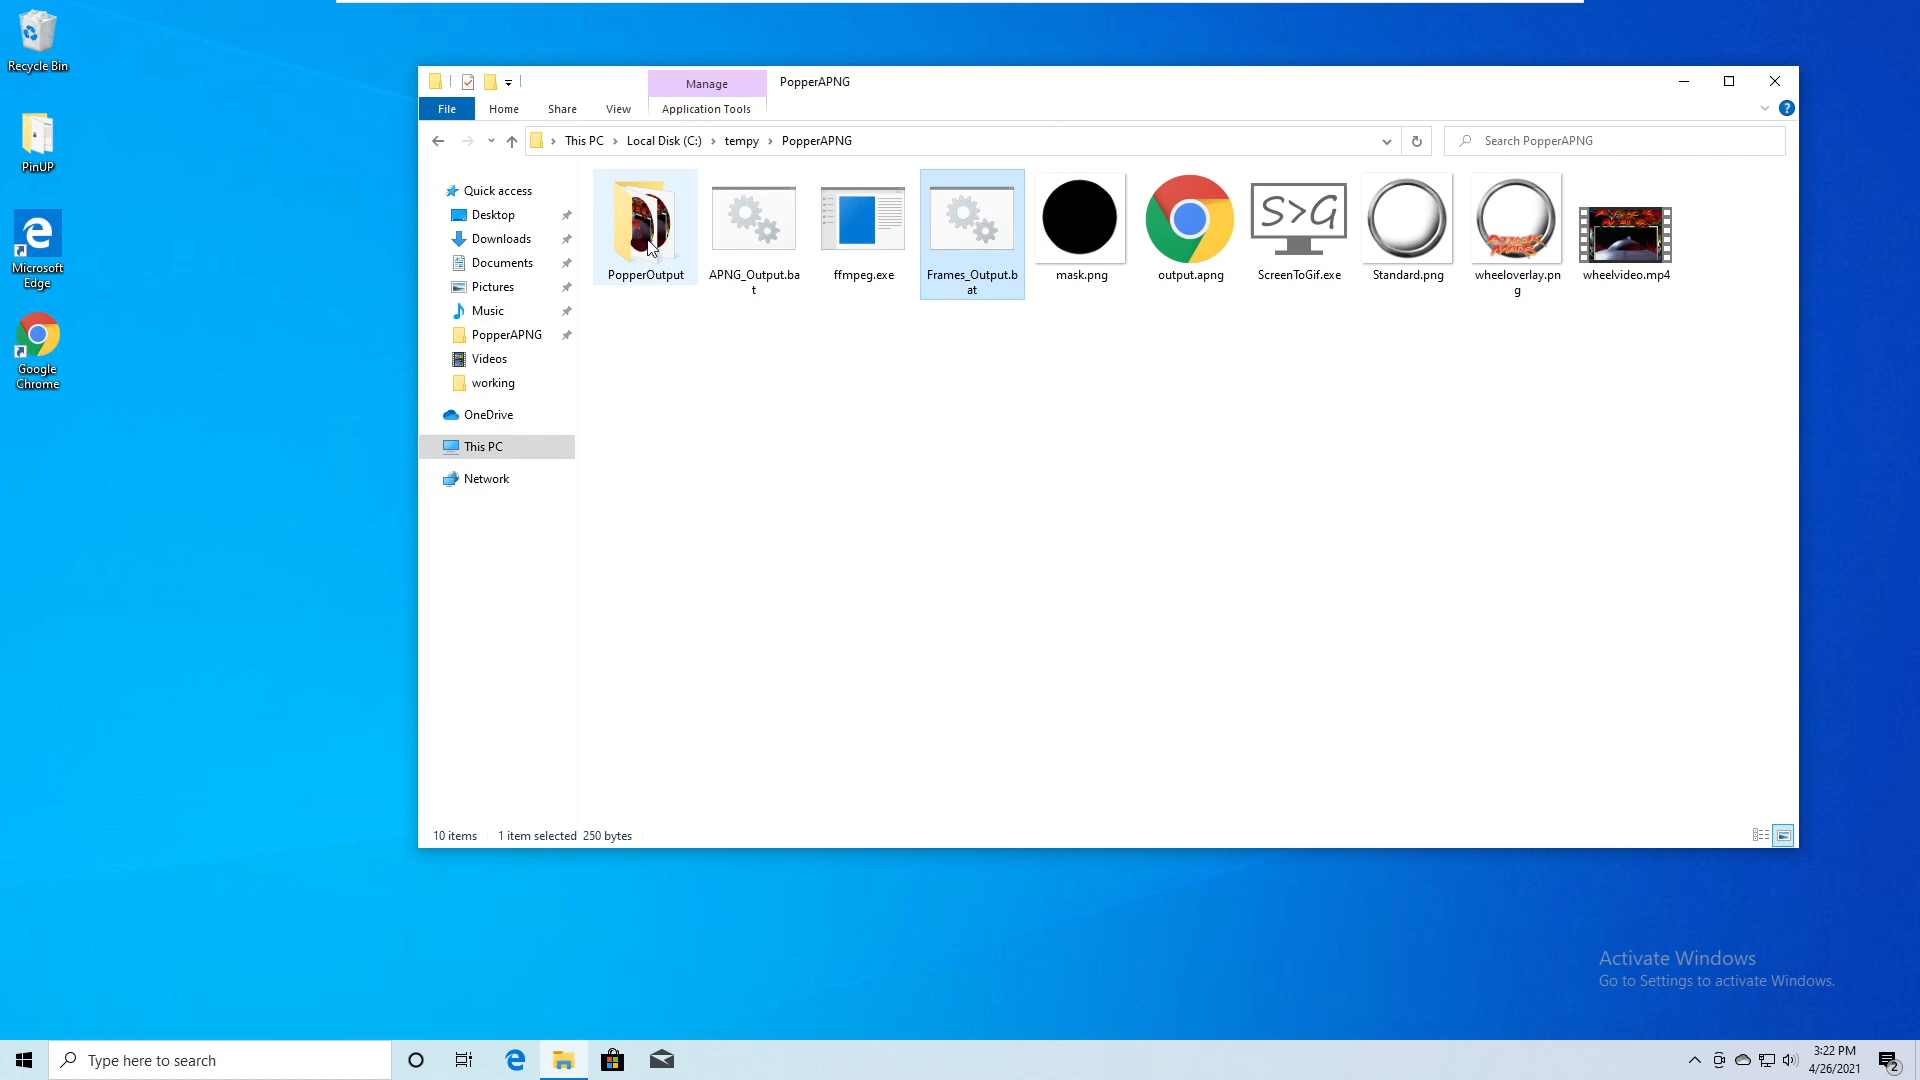 Recycle Bin
PinUP
Microsoft
Edge
Google
Chrome
Manage
PopperAPNG
File
Home
Share
View
Application Tools
This PC
Local Disk (C:)
tempy
PopperAPNG
Search PopperAPNG
Quick access
Desktop
Downloads
Documents
Pictures
Music
PopperAPNG
Videos
working
OneDrive
This PC
Network
PopperOutput
APNG_Output.ba
t
ffmpeg.exe
Frames_Output.b
at
mask.png
output.apng
S>G
ScreenToGif.exe
Standard.png
wheeloverlay.pn
g
wheelvideo.mp4
10 items
1 item selected 250 bytes
Activate Windows
Go to Settings to activate Windows.
Type here to search
3:22 PM
4/26/2021
2